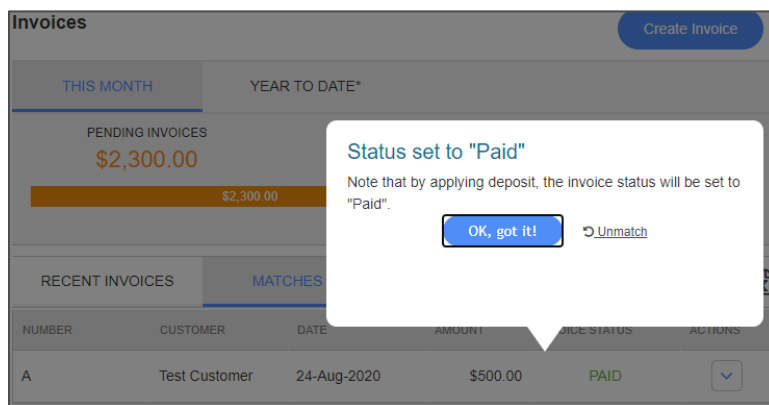 Invoices
Create Invoice
THIS MONTH
YEAR TO DATE*
PENDING INVOICES
$2,300.00
$2,300.00
Status set to "Paid"
Note that by applying deposit, the invoice status will be set to
"Paid".
OK, got it!
Unmatch
RECENT INVOICES
MATCHES
NUMBER
CUSTOMER
DATE
AMOUNT
STATUS
ACTIONS
A
Test Customer
24-Aug-2020
$500.00
PAID